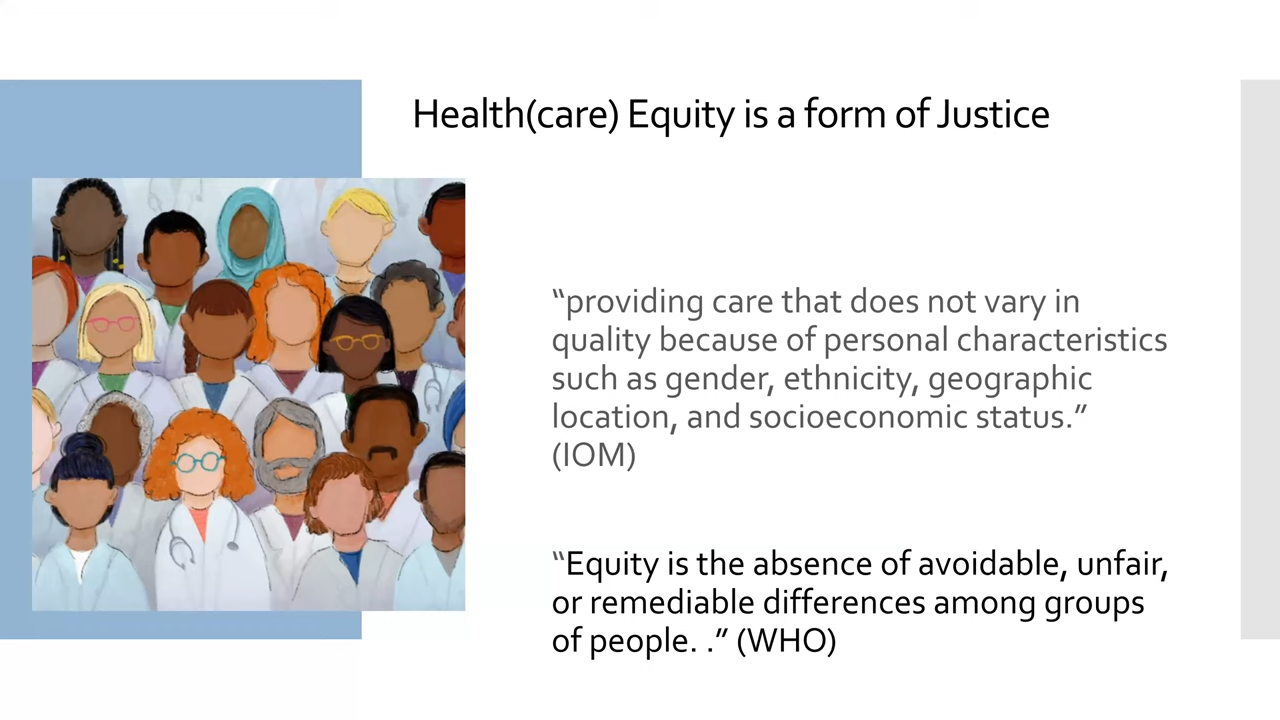 Health(care) Equity is a form of Justice
“providing care that does not vary in
quality because of personal characteristics
such as gender, ethnicity, geographic
location, and socioeconomic status.”
(IOM)
“Equity is the absence of avoidable, unfair,
or remediable differences among groups
of people. .” (WHO)